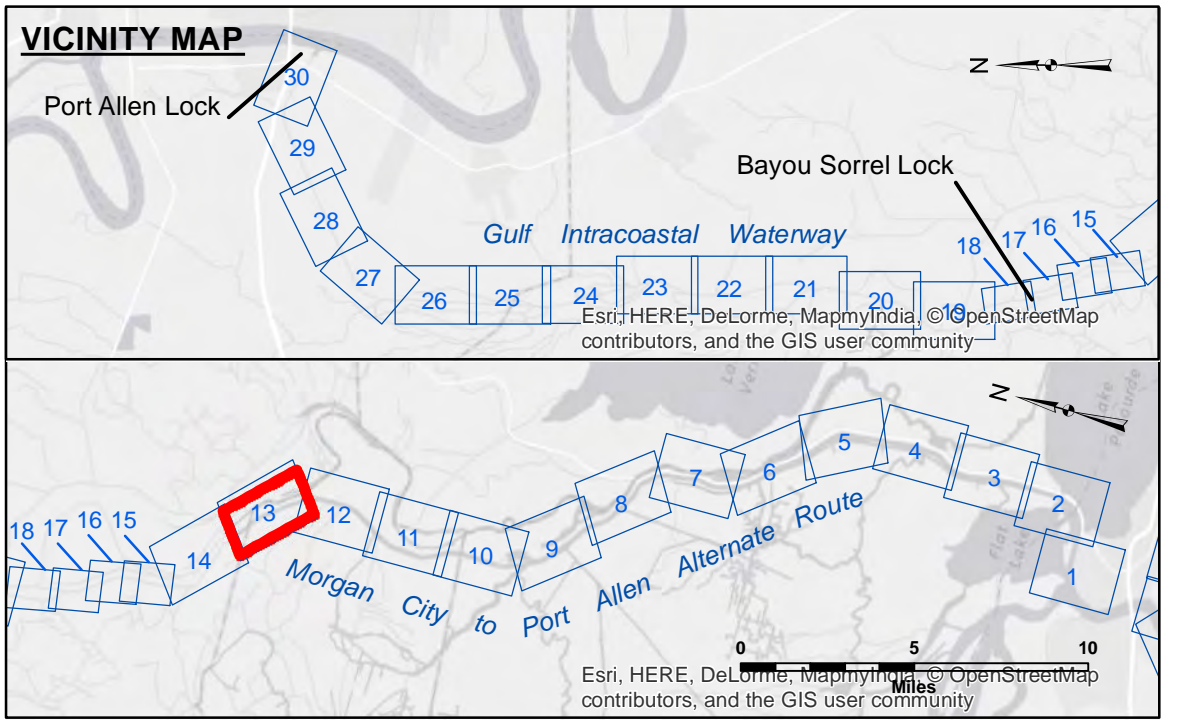 VICINITY MAP
N
30
Port Allen Lock
29
Bayou Sorrel Lock
28
Gulf Intracoastal Waterway
18 17 16 15
27
26 25 24 23 22 21 20 19
Esri, HERE, DeLorme, MapmyIndia, © OpenStreetMap
contributors, and the GIS user community
N
Lake
5
4
7
6
3
8
2
13
12
18 17 16 15
11
10
9
14
Flat
Lake
1
Morgan City to Port Allen Alternate Route
0 5 10
Esri, HERE, DeLorme, MapmyIndia, © OpenStreetMap
Miles
contributors, and the GIS user community